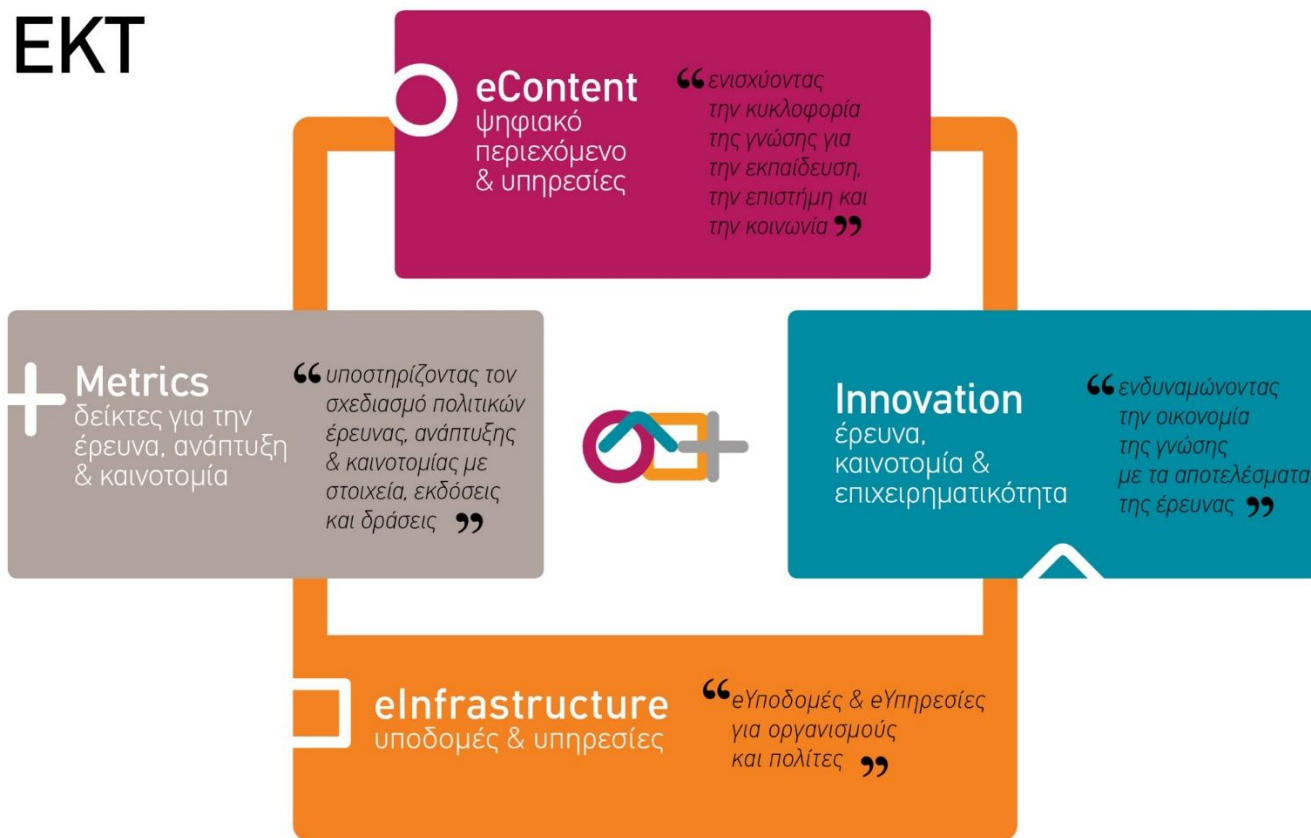 EKT
eContent
ψηφιακό
περιεχόμενο
& υπηρεσίες
“ ενισχύοντας
την κυκλοφορία
της γνώσης για
την εκπαίδευση,
την επιστήμη και
την κοινωνία ”
Metrics
δείκτες για την
έρευνα, ανάπτυξη
& καινοτομία
“ υποστηρίζοντας τον
σχεδιασμό πολιτικών
έρευνας, ανάπτυξης
& καινοτομίας με
στοιχεία, εκδόσεις
και δράσεις ”
Innovation
έρευνα,
καινοτομία &
επιχειρηματικότητα
“ ενδυναμώνοντας
την οικονομία
της γνώσης
με τα αποτελέσματα
της έρευνας ”
eInfrastructure
υποδομές & υπηρεσίες
“ eΥποδομές & eΥπηρεσίες
για οργανισμούς
και πολίτες ”